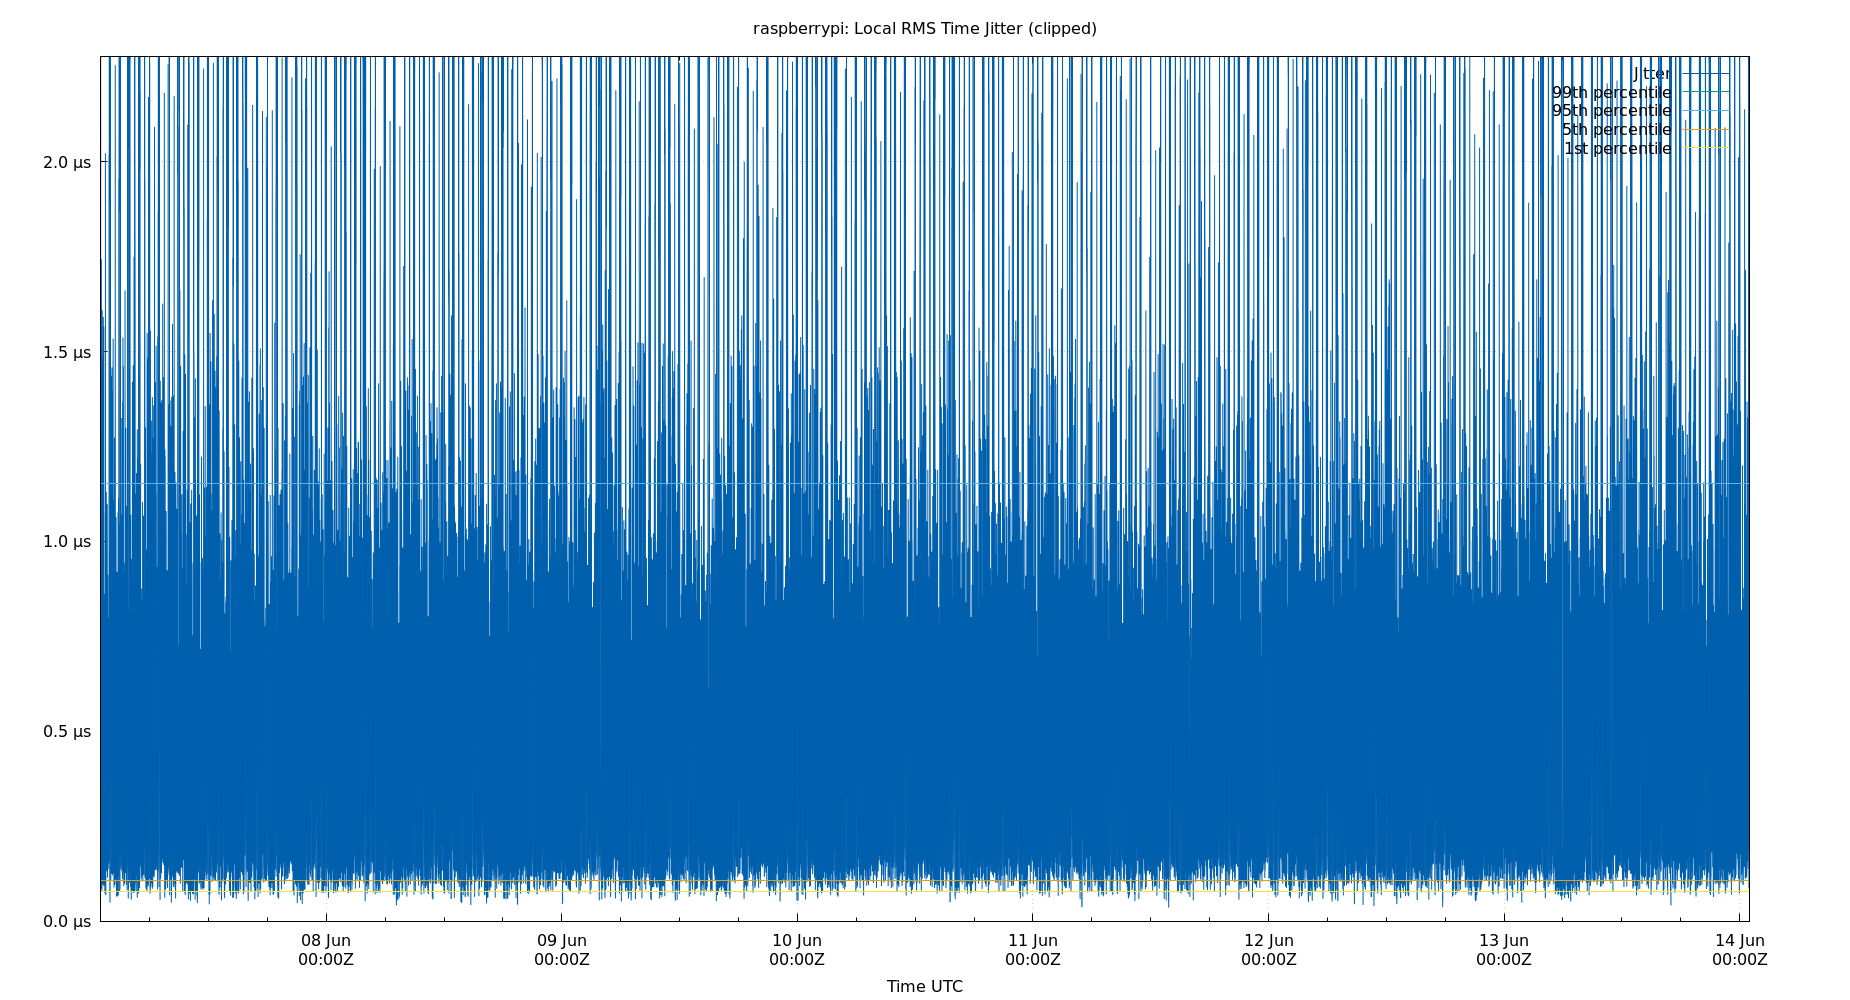 raspberrypi: Local RMS Time Jitter (clipped)
Jitter
99th percentile
95th percentile
5th percentile
1st percentile
2.0 µs
1.5 µs
1.0 µs
0.5 µs
0.0 µs
08 Jun 09 Jun 10 Jun 11 Jun 12 Jun 13 Jun 14 Jun
00:00Z 00:00Z 00:00Z 00:00Z 00:00Z 00:00Z 00:00Z
Time UTC